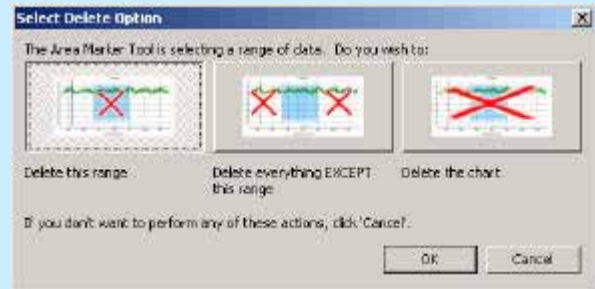 Select Delete Option
The Area Marker Tool is selecting a range of data. Do you wish to:
Delete this range
Delete everything EXCEPT
this range
Delete the chart
If you don't want to perform any of these actions, click 'Cancel'.
OK
Cancel